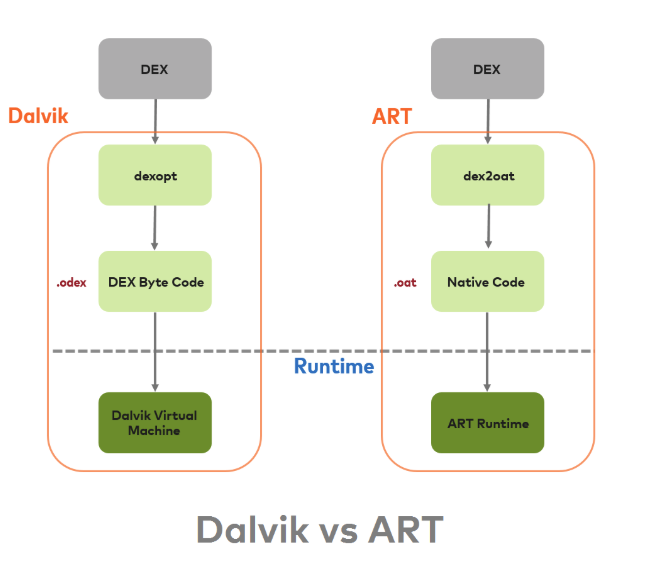 DEX
DEX
Dalvik
ART
dexopt
dex2oat
.odex
DEX Byte Code
.oat
Native Code
Runtime
Dalvik Virtual
Machine
ART Runtime
Dalvik vs ART